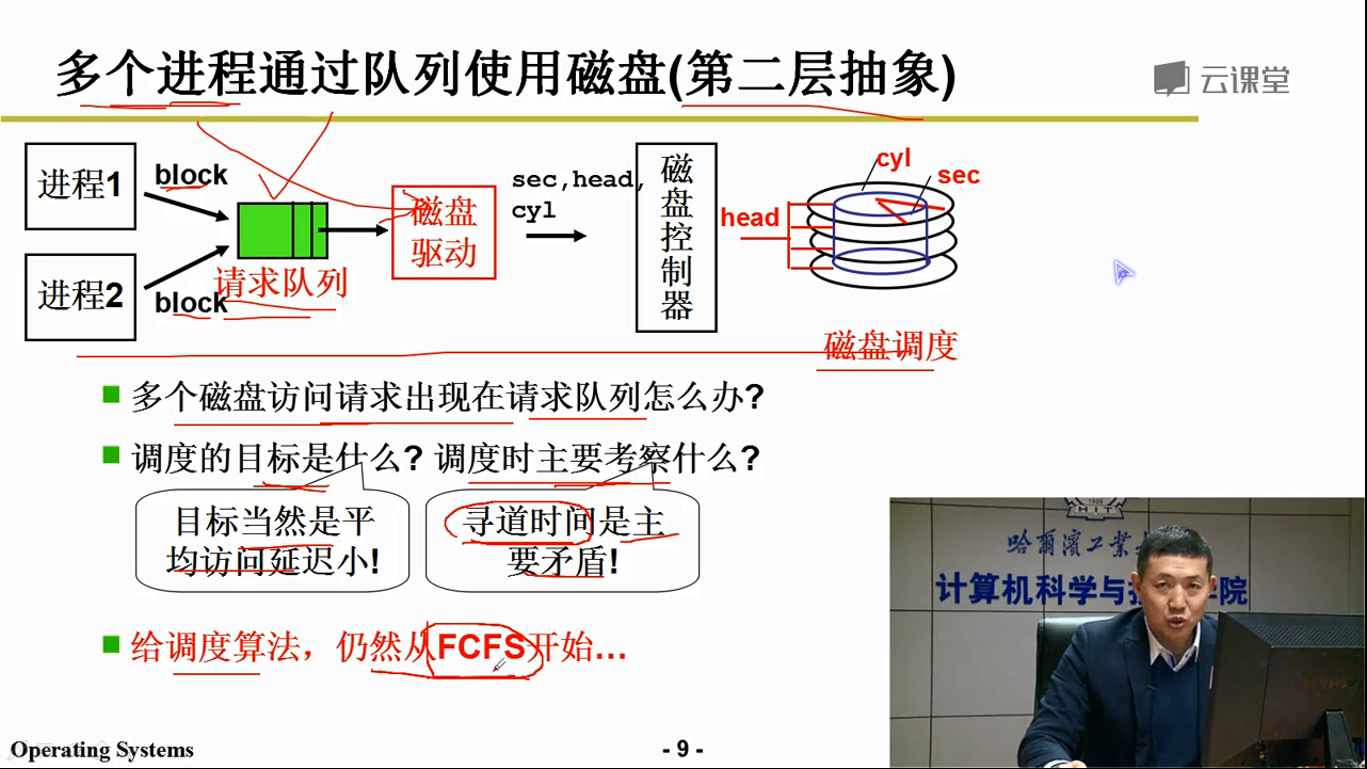 多个进程通过队列使用磁盘(第二层抽象)
云课堂
进程1
block
进程2
block
请求队列
磁盘
驱动
sec,head,
cyl
磁盘控制器
head
cyl
sec
磁盘调度
多个磁盘访问请求出现在请求队列怎么办?
调度的目标是什么? 调度时主要考察什么?
目标当然是平
均访问延迟小!
寻道时间是主
要矛盾!
给调度算法，仍然从FCFS开始...
HIT
哈尔滨工业大
计算机科学与
院
Operating Systems
- 9 -